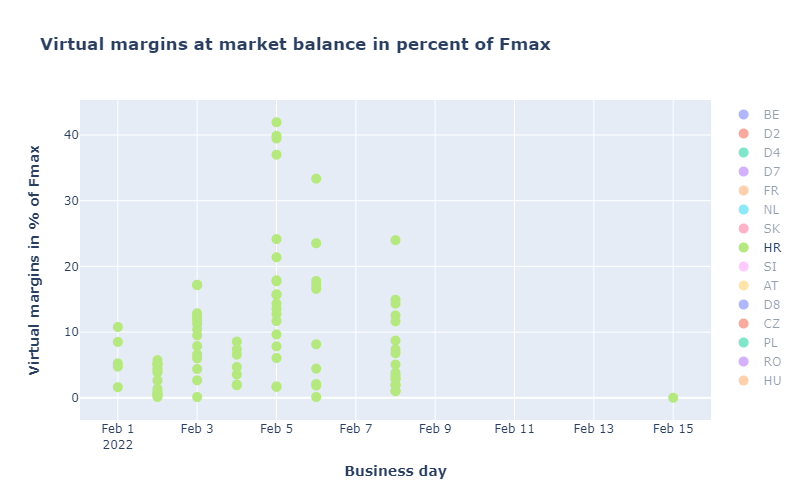 Virtual margins at market balance in percent of Fmax
Virtual margins in % of Fmax
40
30
20
10
0
Feb 1
2022
Feb 3
Feb 5
Feb 7
Feb 9
Feb 11
Feb 13
Feb 15
Business day
BE
D2
D4
D7
FR
NL
SK
HR
SI
AT
D8
CZ
PL
RO
HU